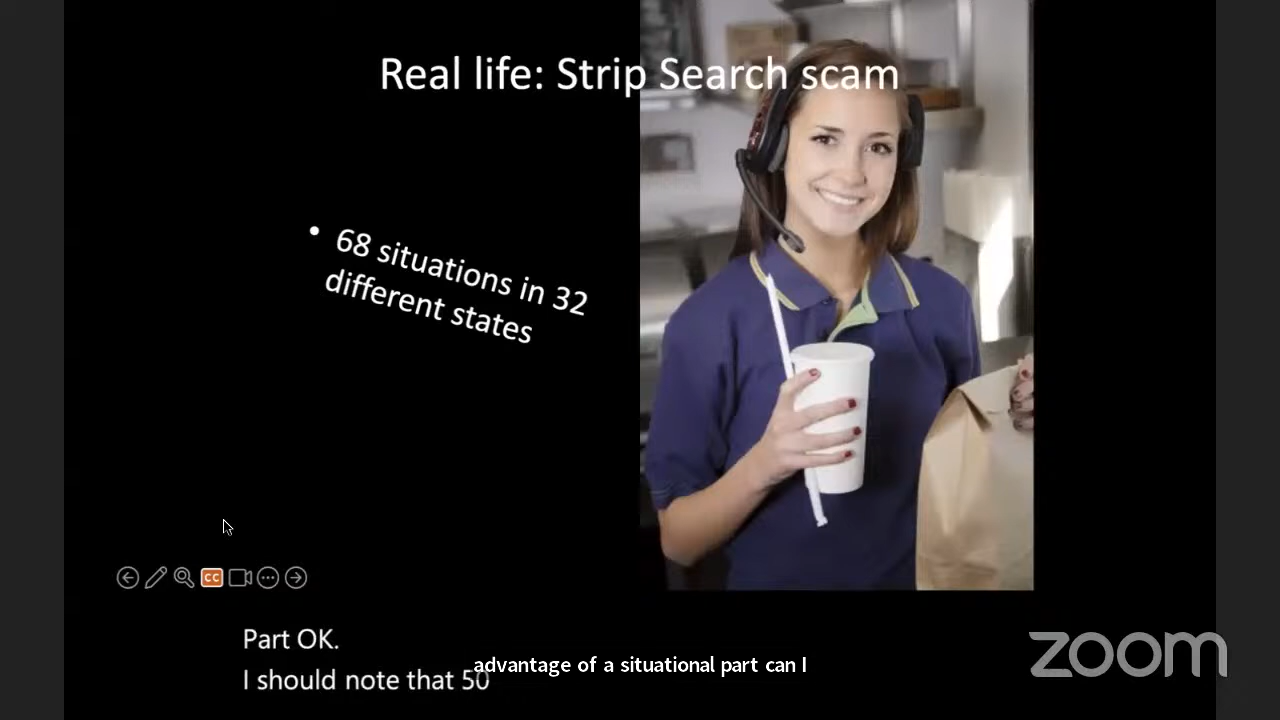 Real life: Strip Search scam
• 68 situations in 32
different states
CC
Part OK.
I should note that 50
advantage of a situational part can I
zoom